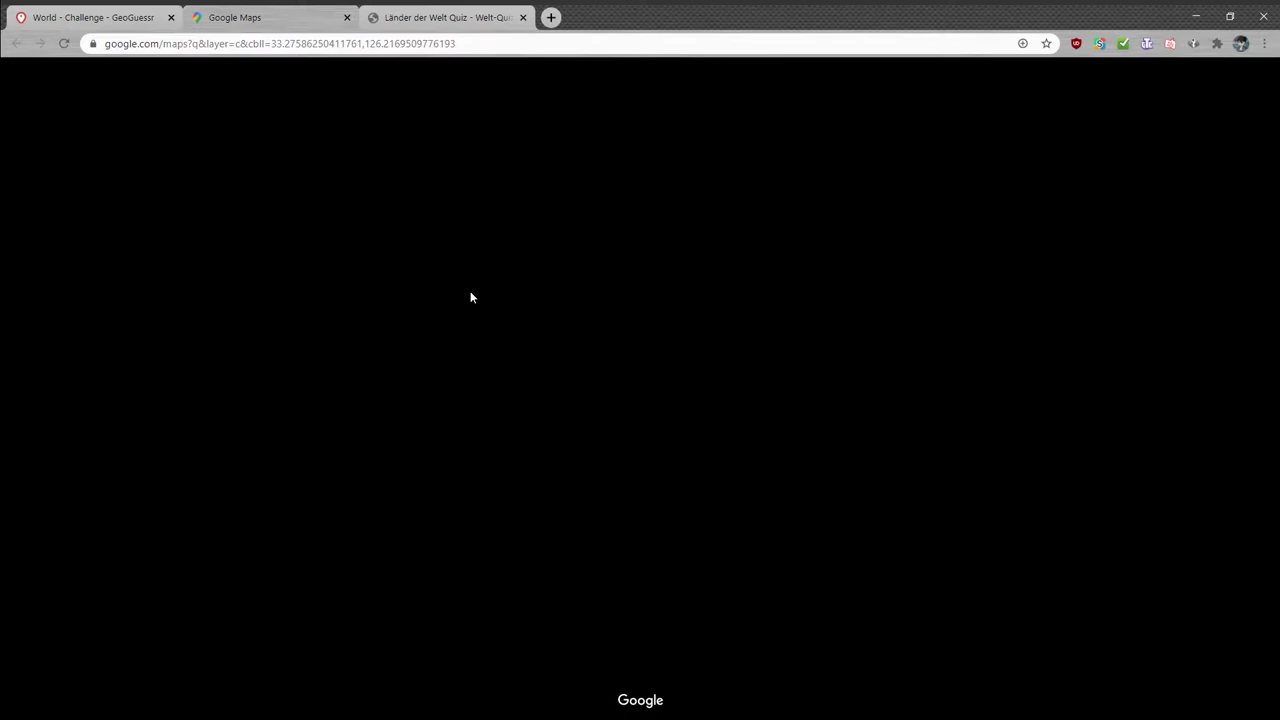 World - Challenge - GeoGuessr
Google Maps
Länder der Welt Quiz - Welt-Qui
google.com/maps?q&layer=c&cbll=33.27586250411761,126.2169509776193
Google